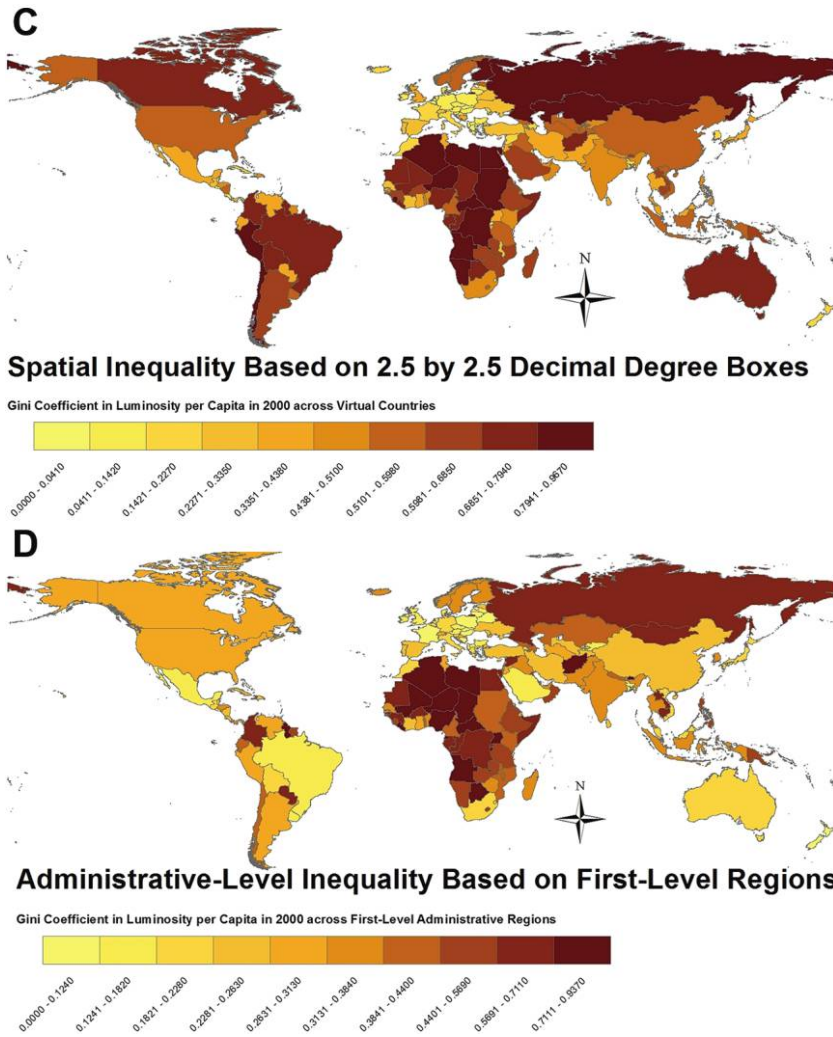 C
N
Spatial Inequality Based on 2.5 by 2.5 Decimal Degree Boxes
Gini Coefficient in Luminosity per Capita in 2000 across Virtual Countries
0.0000 - 0.0410
0.0411 - 0.1420
0.1421 - 0.2270
0.2271 - 0.3350
0.3351 - 0.4380
0.4381 - 0.5100
0.5101 - 0.5980
0.5981 - 0.6850
0.6851 - 0.7940
0.7941 - 0.9670
D
N
Administrative-Level Inequality Based on First-Level Regions
Gini Coefficient in Luminosity per Capita in 2000 across First-Level Administrative Regions
0.0000 - 0.1240
0.1241 - 0.1820
0.1821 - 0.2280
0.2281 - 0.2630
0.2631 - 0.3130
0.3131 - 0.3840
0.3841 - 0.4400
0.4401 - 0.5690
0.5691 - 0.7110
0.7111 - 0.9370